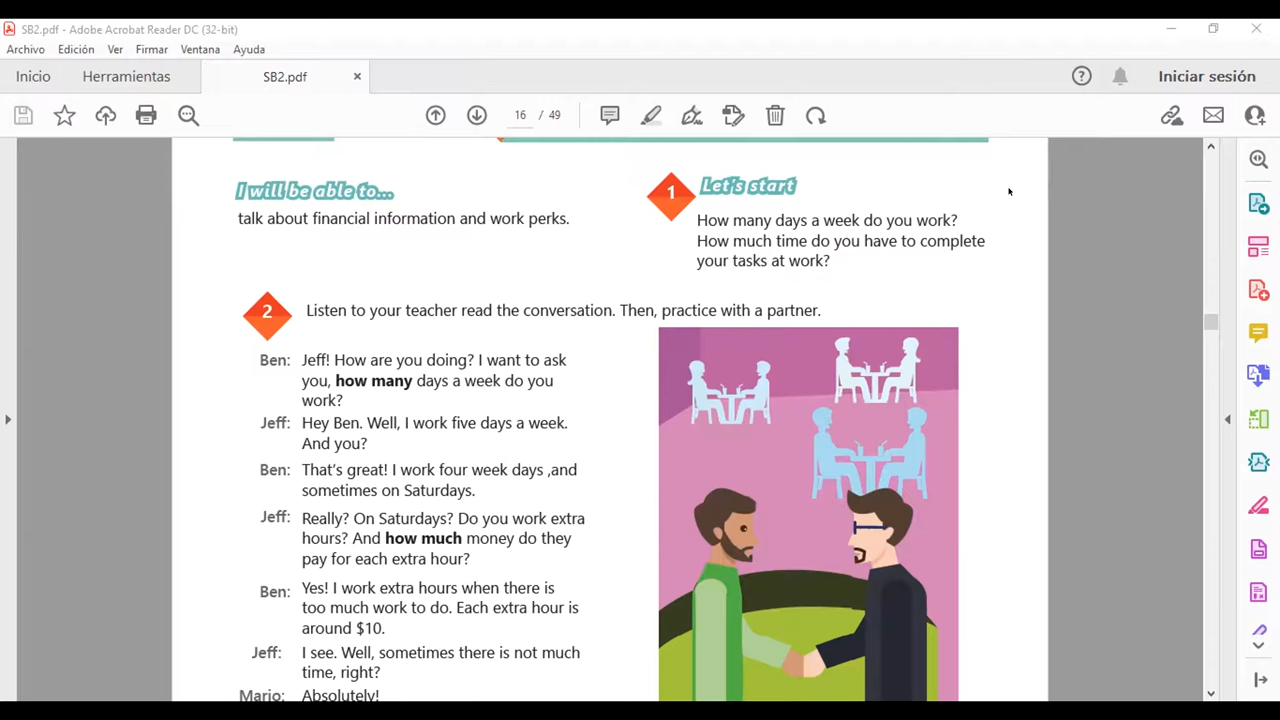 SB2.pdf - Adobe Acrobat Reader DC (32-bit)
Archivo Edición Ver Firmar Ventana Ayuda
Inicio Herramientas SB2.pdf × Iniciar sesión
16 / 49
I will be able to...
talk about financial information and work perks.
1 Let's start
How many days a week do you work?
How much time do you have to complete
your tasks at work?
2 Listen to your teacher read the conversation. Then, practice with a partner.
Ben: Jeff! How are you doing? I want to ask
you, how many days a week do you
work?
Jeff: Hey Ben. Well, I work five days a week.
And you?
Ben: That's great! I work four week days ,and
sometimes on Saturdays.
Jeff: Really? On Saturdays? Do you work extra
hours? And how much money do they
pay for each extra hour?
Ben: Yes! I work extra hours when there is
too much work to do. Each extra hour is
around $10.
Jeff: I see. Well, sometimes there is not much
time, right?
Mario: Absolutely!